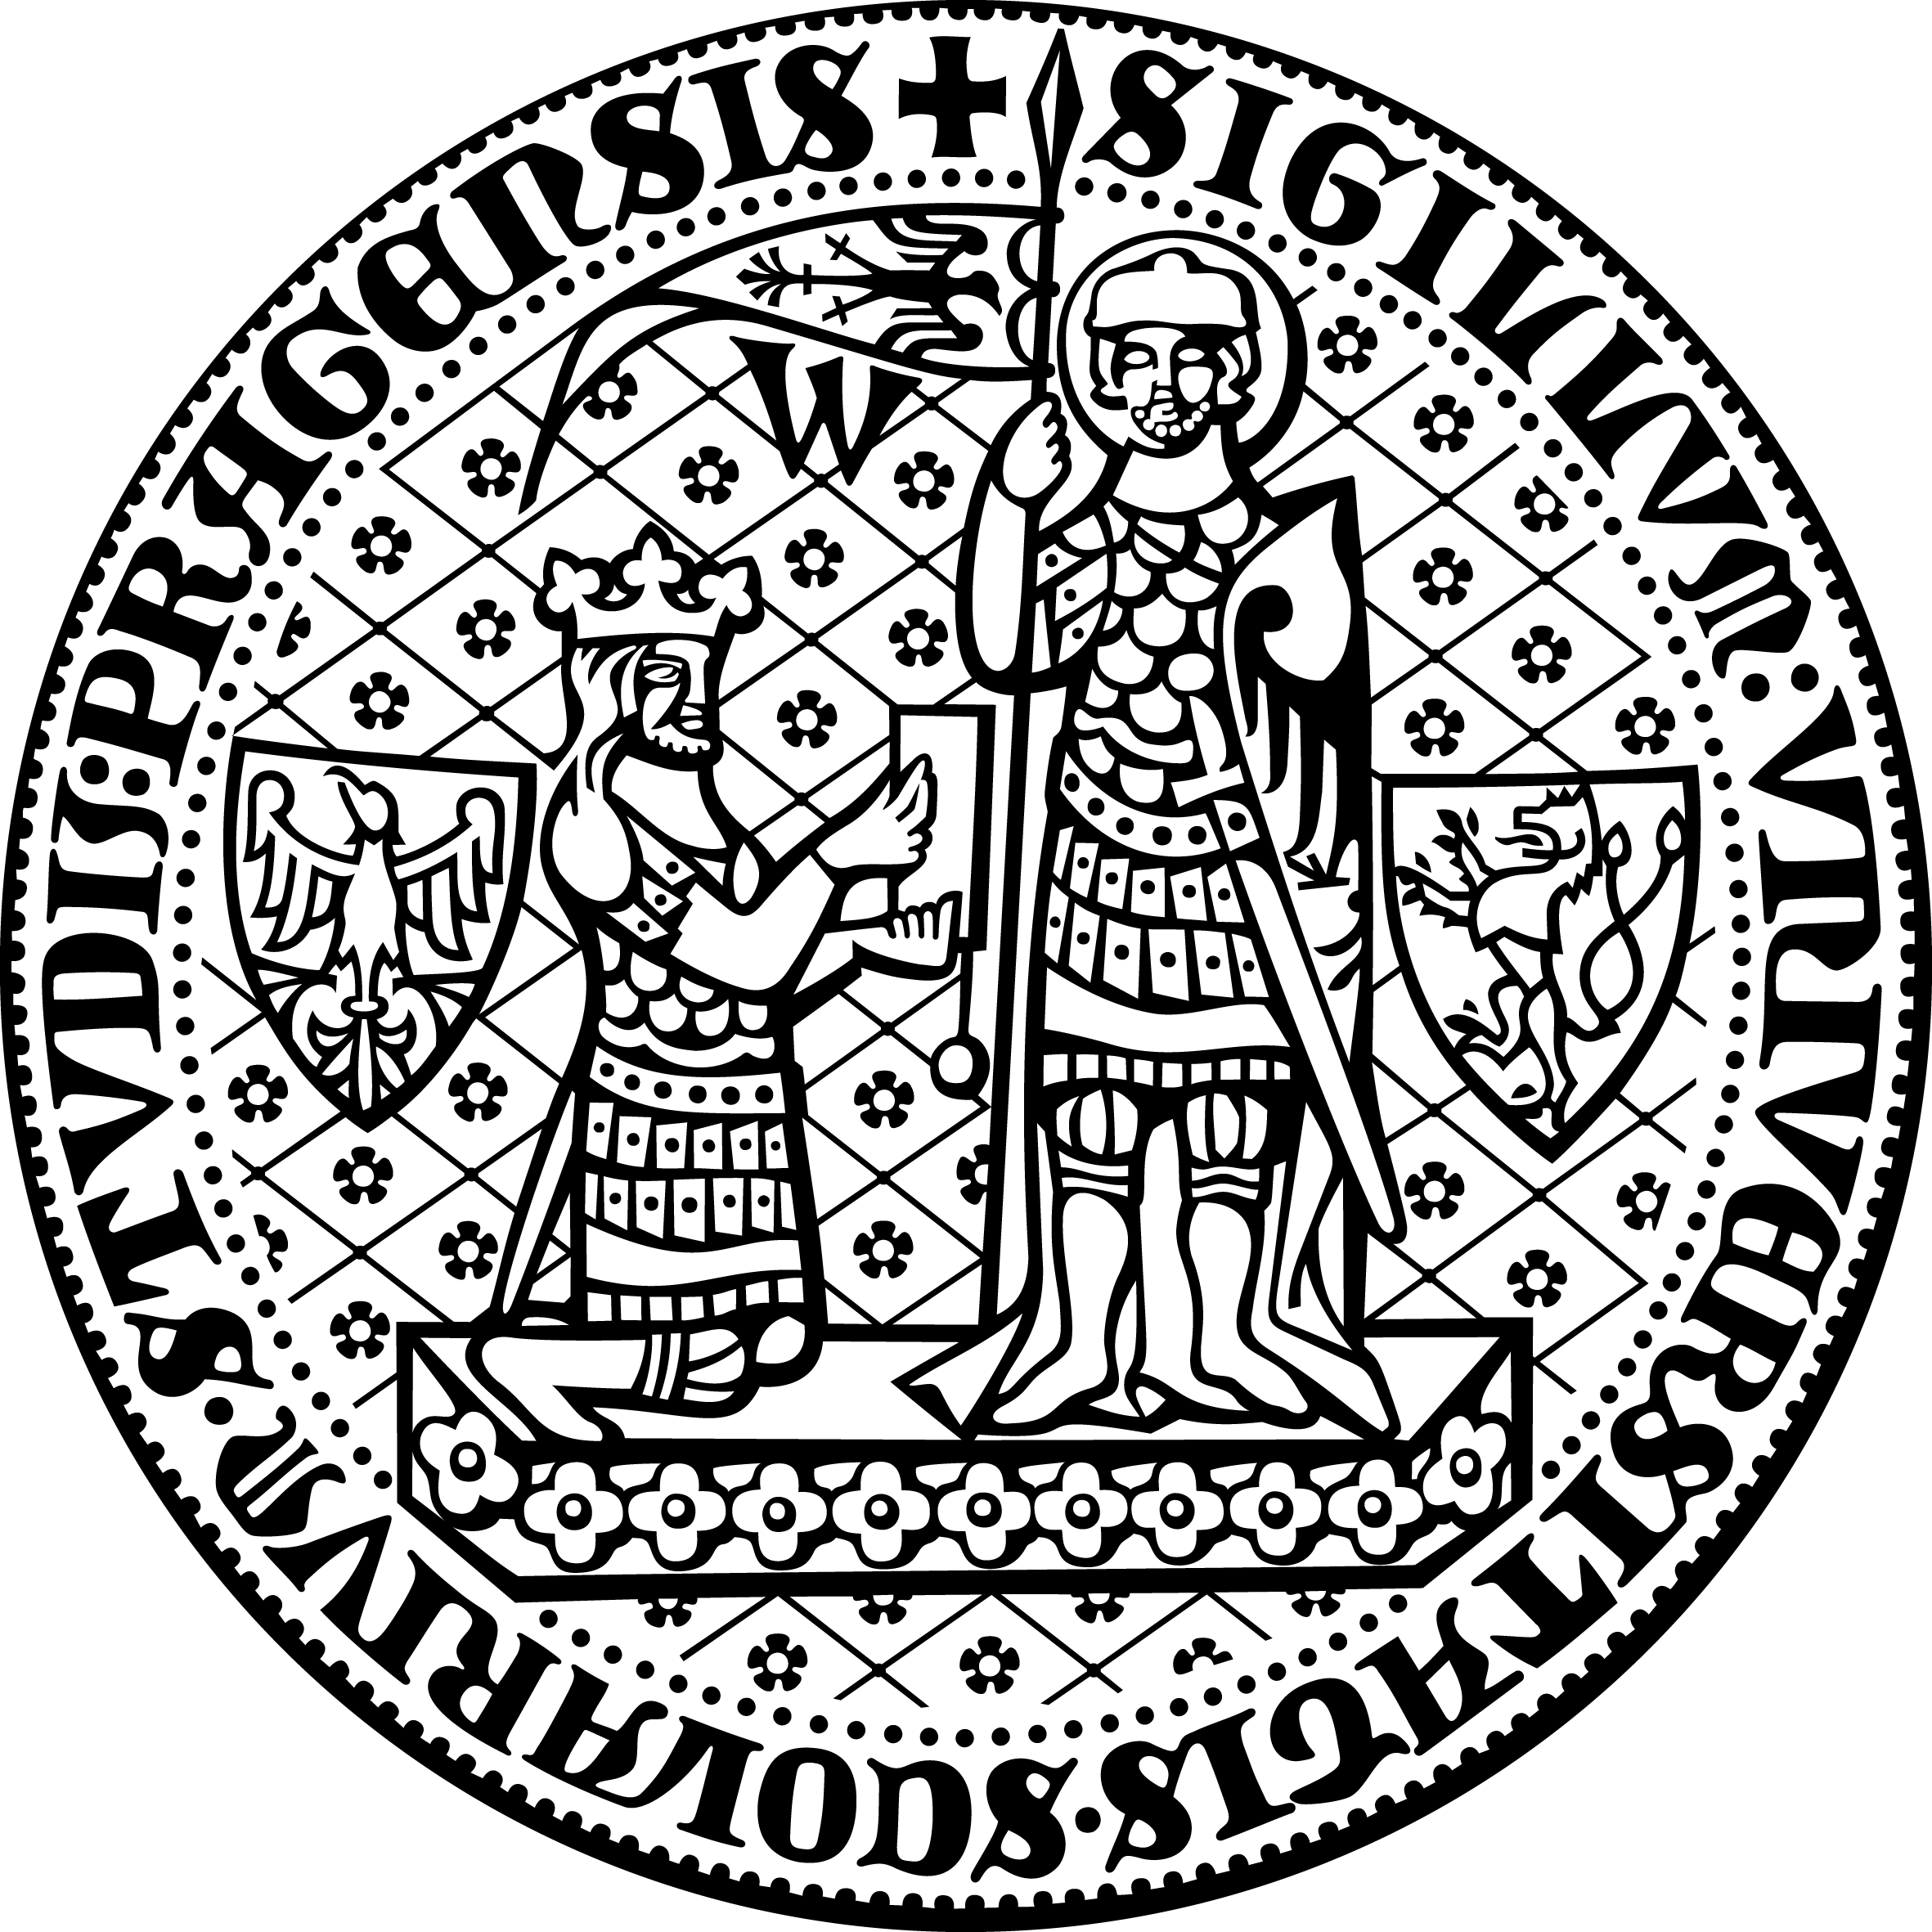 + SIGILLVM : VNIVERSITATIS · SCOLARIVM · STVDII PRAGENSIS
W